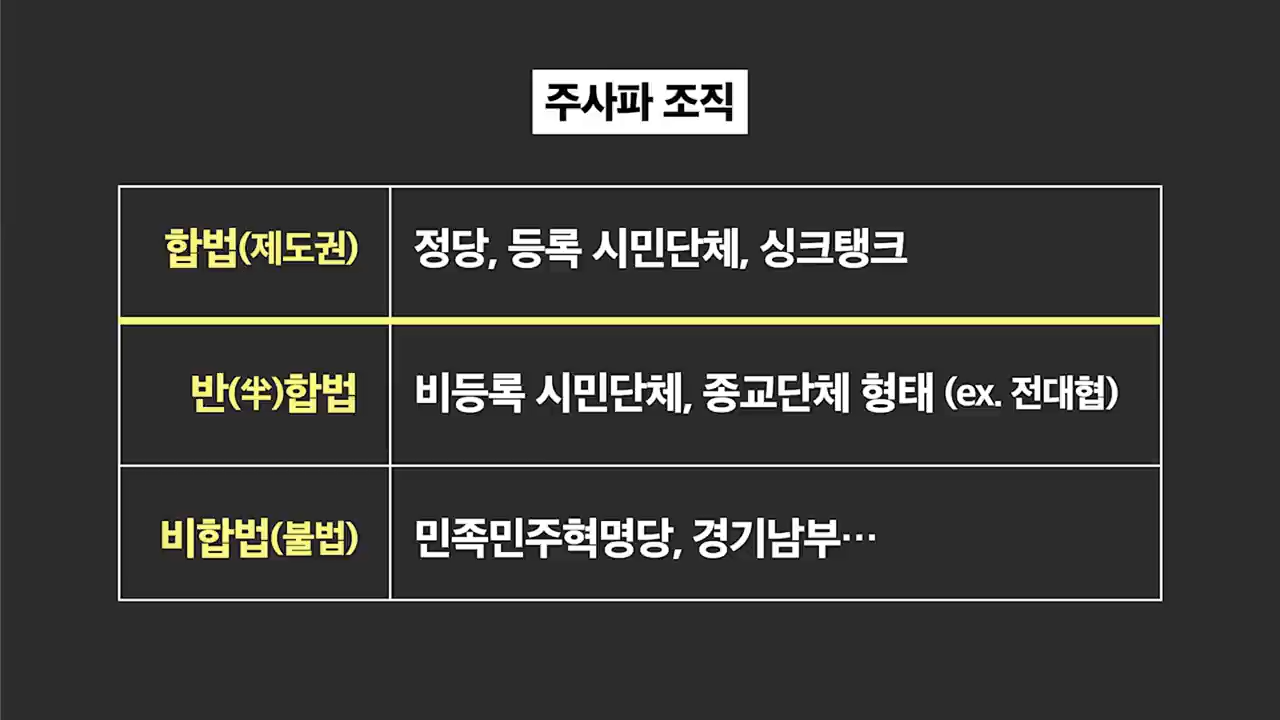 주사파 조직
합법(제도권)
정당, 등록 시민단체, 싱크탱크
반(半)합법
비등록 시민단체, 종교단체 형태 (ex. 전대협)
비합법(불법)
민족민주혁명당, 경기남부…